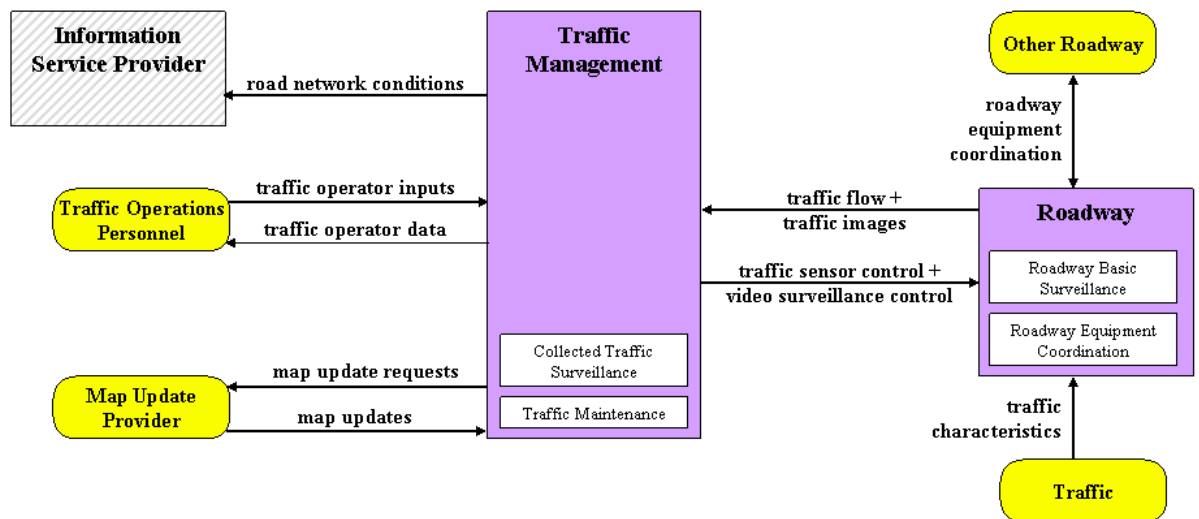 Information
Service Provider
Traffic
Management
Other Roadway
road network conditions
roadway
equipment
coordination
traffic operator inputs
Traffic Operations
Personnel
traffic operator data
traffic flow +
traffic images
Roadway
traffic sensor control +
video surveillance control
Roadway Basic
Surveillance
Roadway Equipment
Coordination
Collected Traffic
Surveillance
map update requests
Map Update
Provider
map updates
Traffic Maintenance
traffic
characteristics
Traffic